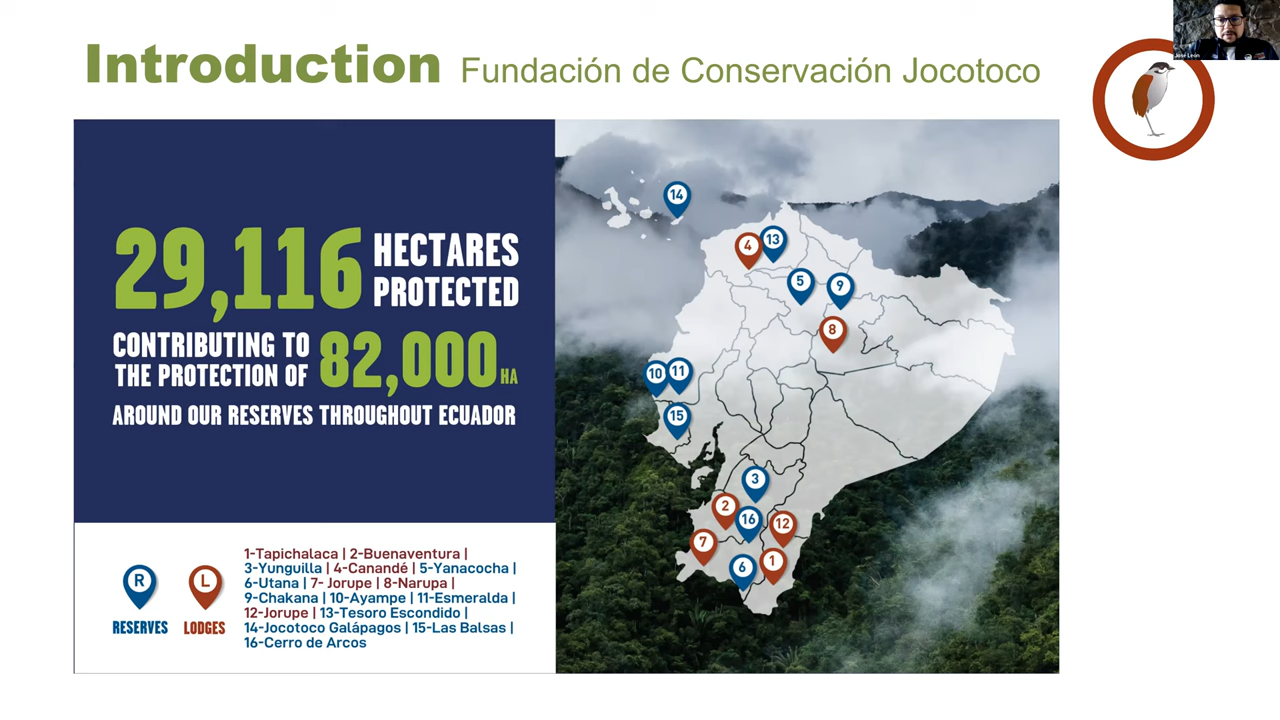 Introduction Fundación de Conservación Jocotoco
José León
29,116 HECTARES PROTECTED
CONTRIBUTING TO
THE PROTECTION OF 82,000 HA
AROUND OUR RESERVES THROUGHOUT ECUADOR
R
RESERVES
L
LODGES
1-Tapichalaca | 2-Buenaventura |
3-Yunguilla | 4-Canandé | 5-Yanacocha |
6-Utana | 7- Jorupe | 8-Narupa |
9-Chakana | 10-Ayampe | 11-Esmeralda |
12-Jorupe | 13-Tesoro Escondido |
14-Jocotoco Galápagos | 15-Las Balsas |
16-Cerro de Arcos
14
4 13
5 9
8
10 11
15
3
2 16 12
7
6 1